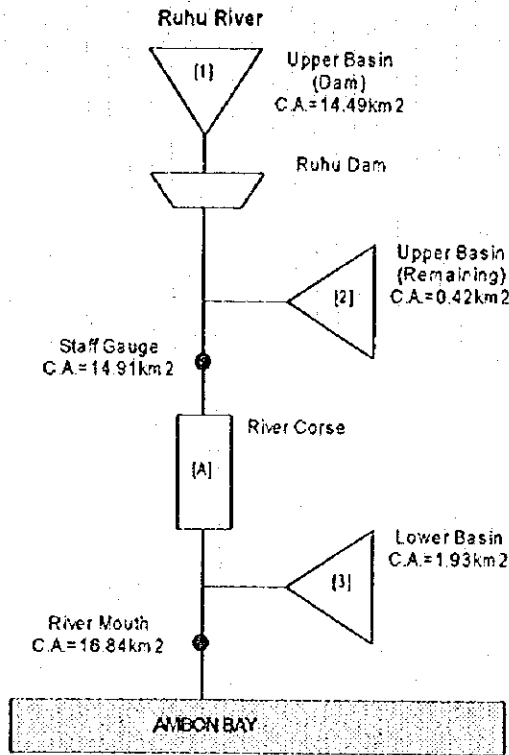 Ruhu River
[1]
Upper Basin
(Dam)
C.A.=14.49km2
Ruhu Dam
Upper Basin
(Remaining)
C.A.=0.42km2
[2]
Staff Gauge
C.A.=14.91km2
River Corse
[A]
Lower Basin
C.A.=1.93km2
[3]
River Mouth
C.A.=16.84km2
AMBON BAY